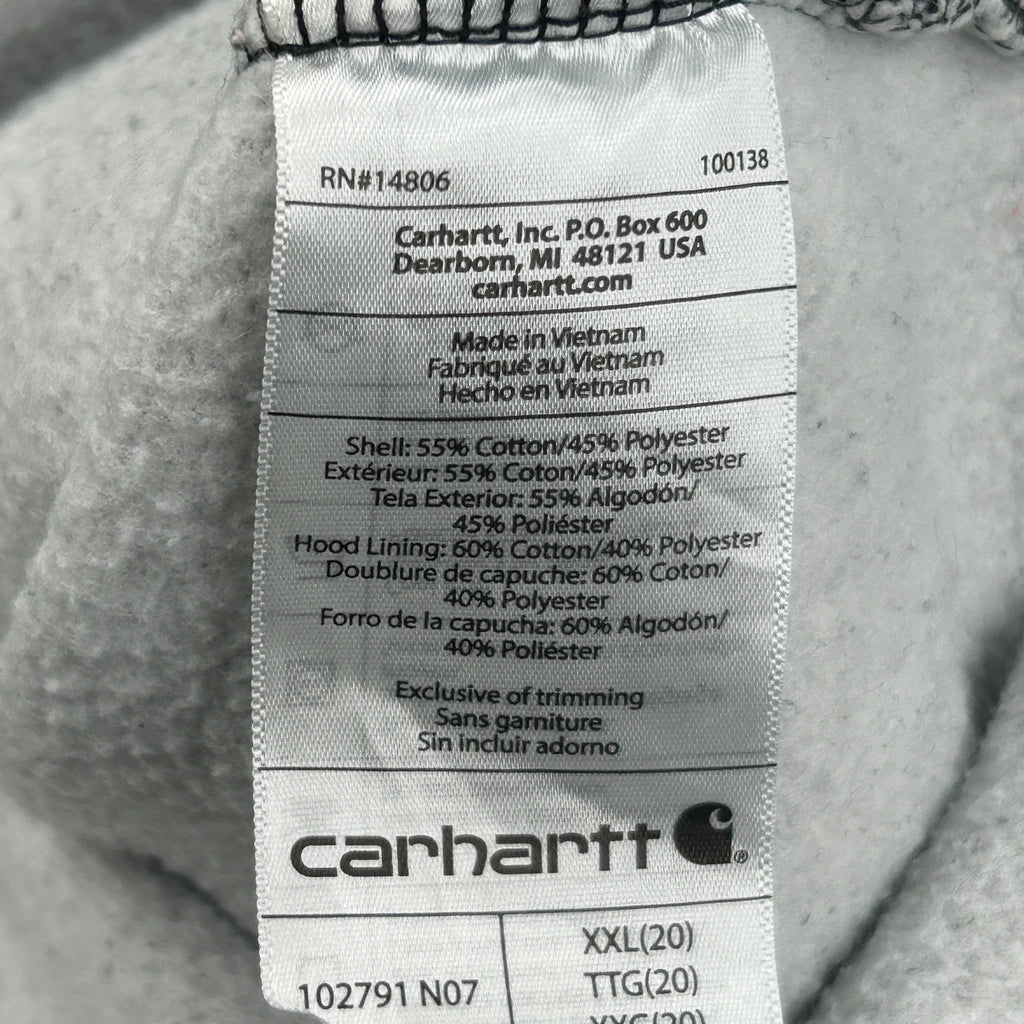 RN#14806 100138
Carhartt, Inc. P.O. Box 600
Dearborn, MI 48121 USA
carhartt.com
Made in Vietnam
Fabriqué au Vietnam
Hecho en Vietnam
Shell: 55% Cotton/45% Polyester
Extérieur: 55% Coton/45% Polyester
Tela Exterior: 55% Algodón/
45% Poliéster
Hood Lining: 60% Cotton/40% Polyester
Doublure de capuche: 60% Coton/
40% Polyester
Forro de la capucha: 60% Algodón/
40% Poliéster
Exclusive of trimming
Sans garniture
Sin incluir adorno
carhartt ®
XXL(20)
102791 N07 TTG(20)
XXG(20)